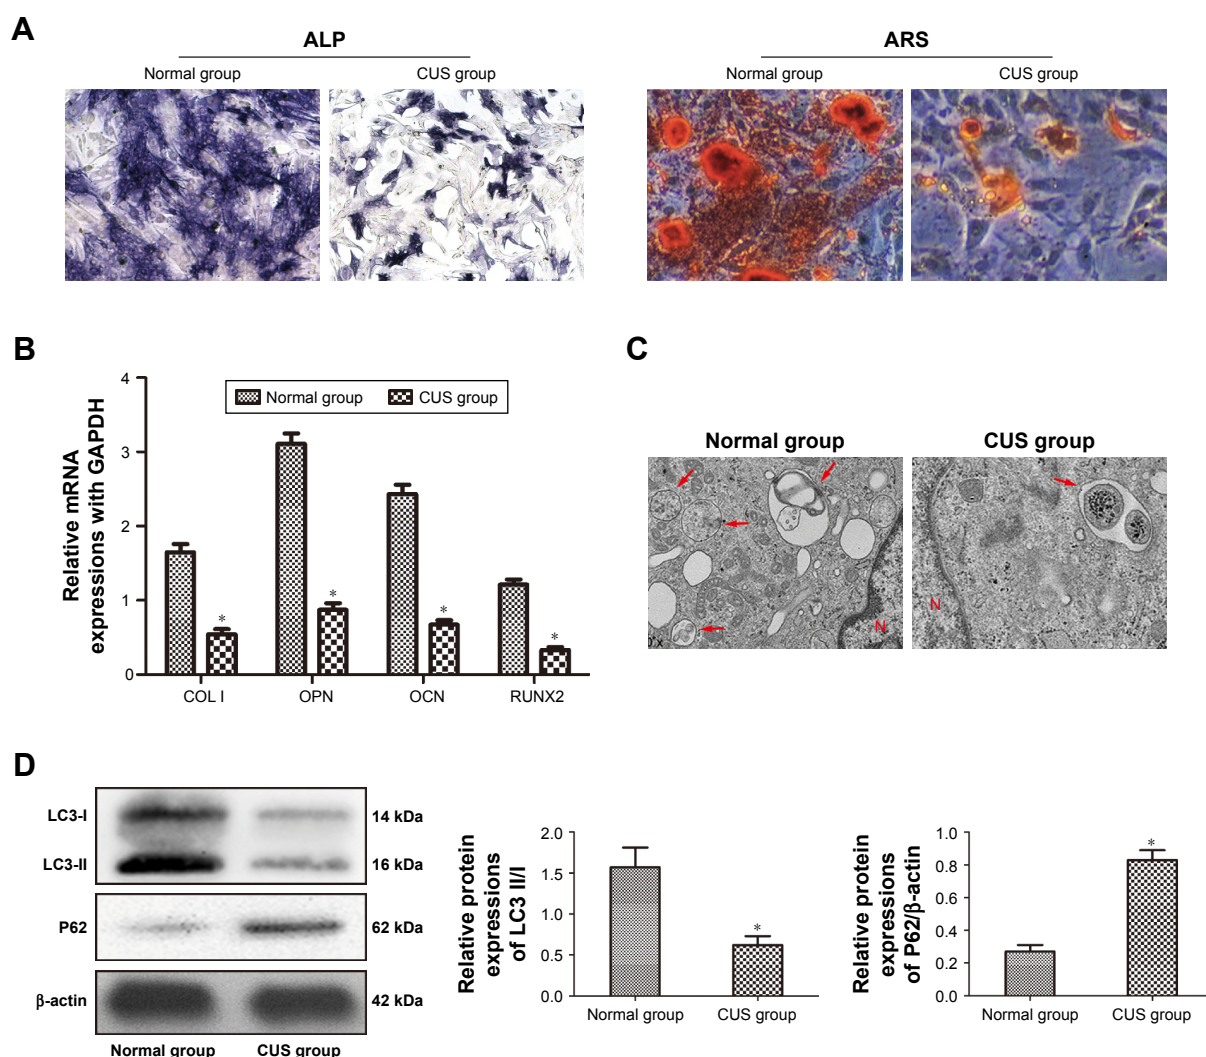 A
ALP
Normal group
CUS group
ARS
Normal group
CUS group
B
Relative mRNA
expressions with GAPDH
4
3
2
1
0
Normal group
CUS group
*
*
*
*
COL I
OPN
OCN
RUNX2
C
Normal group
CUS group
N
N
D
LC3-I
14 kDa
LC3-II
16 kDa
P62
62 kDa
β-actin
42 kDa
Normal group
CUS group
Relative protein
expressions
of LC3 II/I
2.0
1.5
1.0
0.5
0.0
*
Normal group
CUS group
Relative protein
expressions
of P62/β-actin
1.0
0.8
0.6
0.4
0.2
0.0
*
Normal group
CUS group